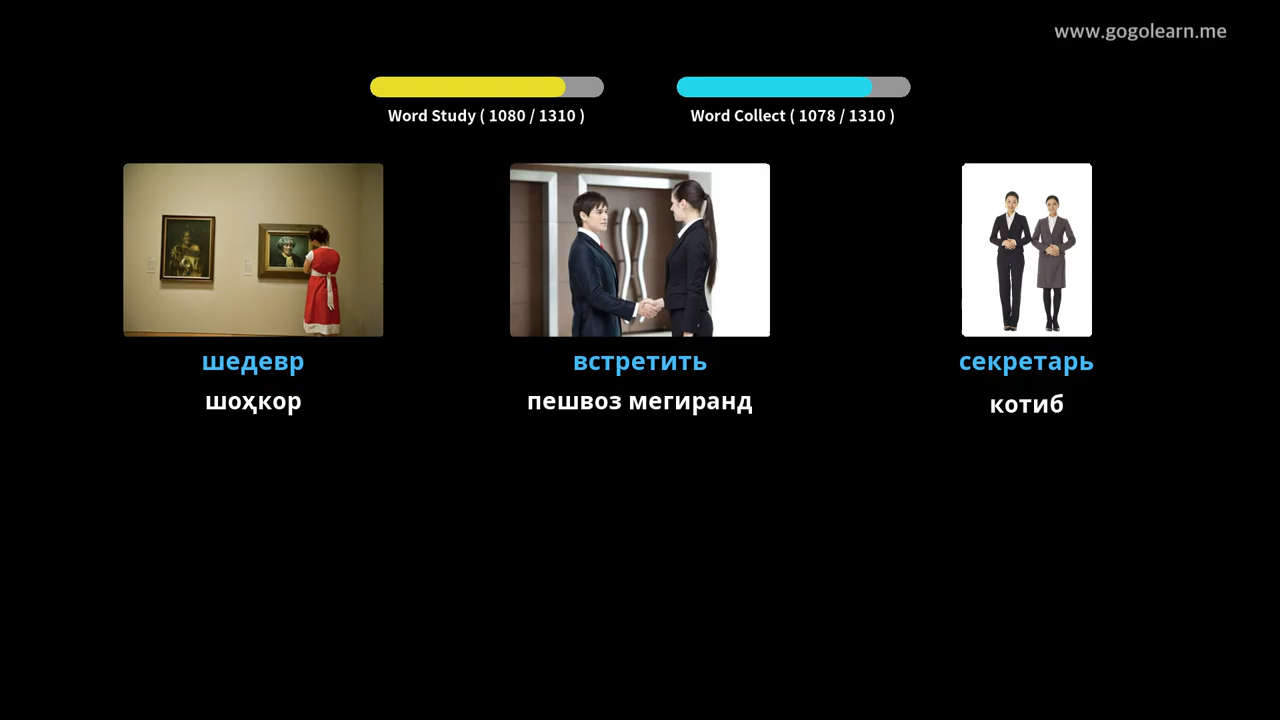 www.gogolearn.me
Word Study ( 1080 / 1310 )
Word Collect ( 1078 / 1310 )
шедевр
встретить
секретарь
шоҳкор
пешвоз мегиранд
котиб